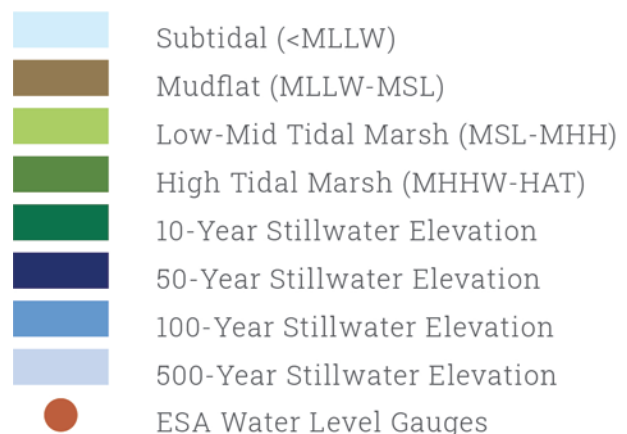 Subtidal (<MLLW)
Mudflat (MLLW-MSL)
Low-Mid Tidal Marsh (MSL-MHH)
High Tidal Marsh (MHHW-HAT)
10-Year Stillwater Elevation
50-Year Stillwater Elevation
100-Year Stillwater Elevation
500-Year Stillwater Elevation
ESA Water Level Gauges